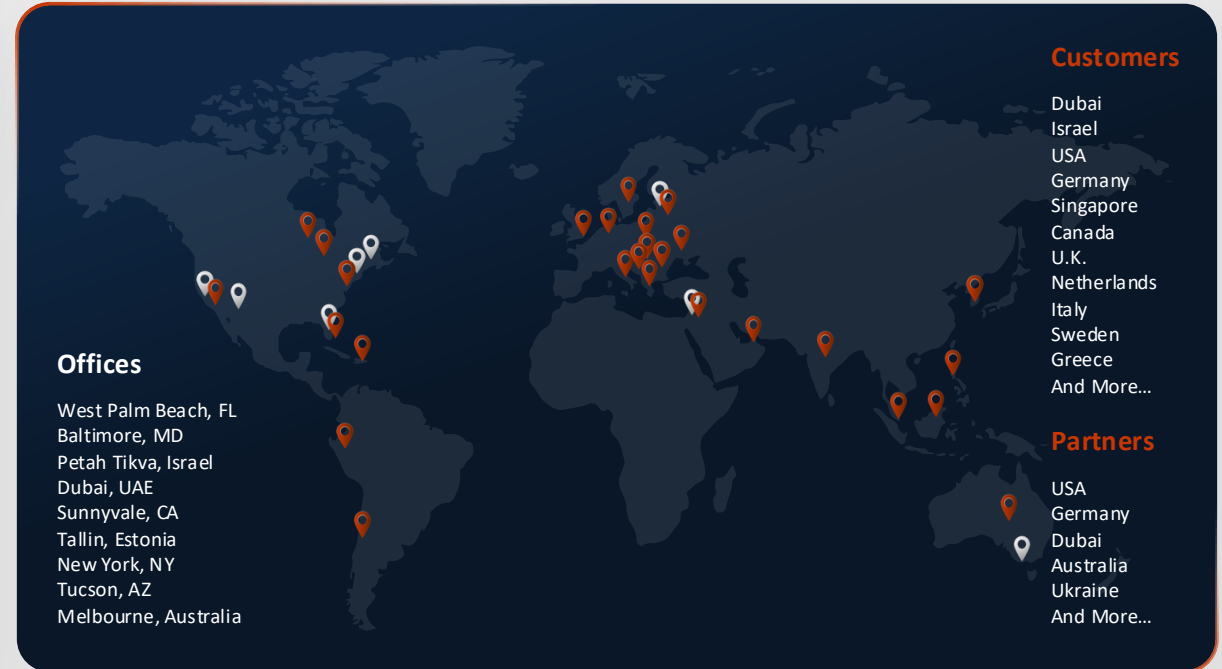 Customers
Dubai
Israel
USA
Germany
Singapore
Canada
U.K.
Netherlands
Italy
Sweden
Greece
And More...
Offices
West Palm Beach, FL
Baltimore, MD
Petah Tikva, Israel
Dubai, UAE
Sunnyvale, CA
Tallin, Estonia
New York, NY
Tucson, AZ
Melbourne, Australia
Partners
USA
Germany
Dubai
Australia
Ukraine
And More...